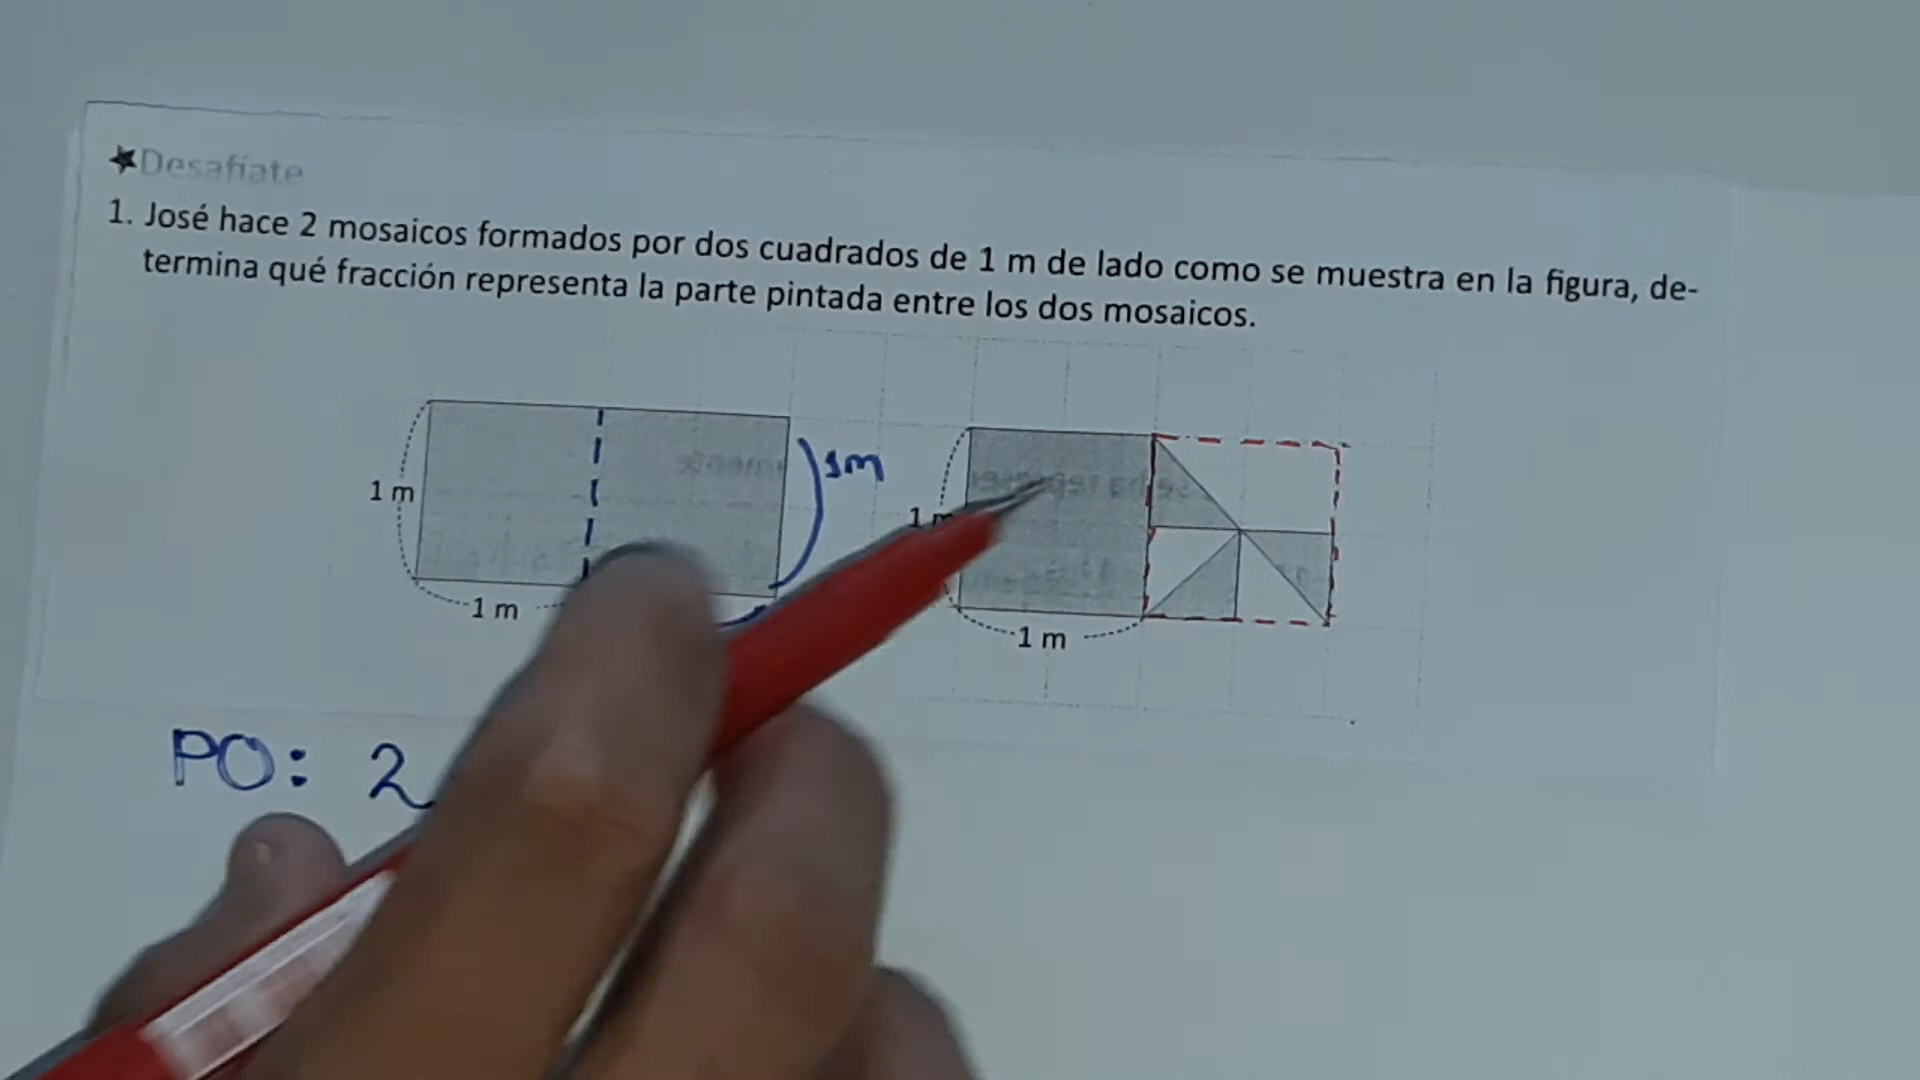 ★Desafíate
1. José hace 2 mosaicos formados por dos cuadrados de 1 m de lado como se muestra en la figura, de-
termina qué fracción representa la parte pintada entre los dos mosaicos.
1 m
1m
1 m
1 m
1 m
PO: 2